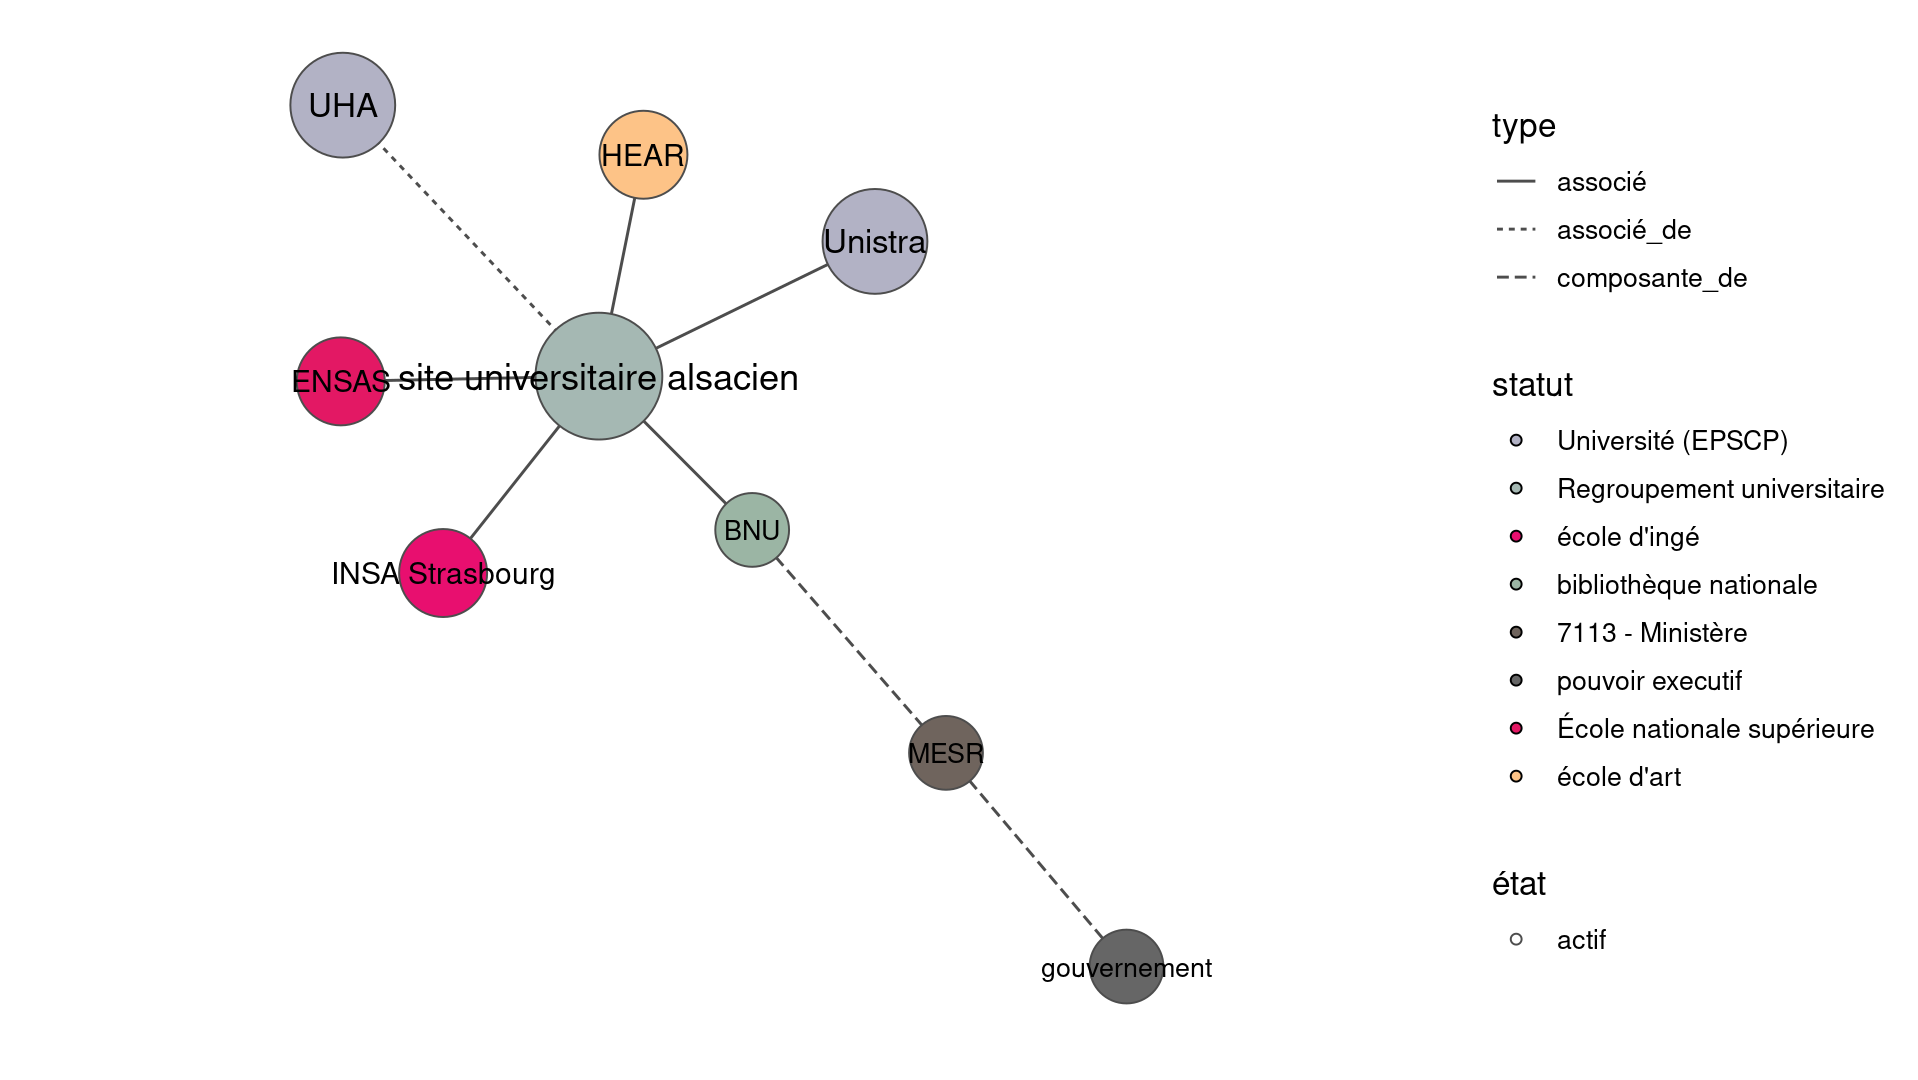 UHA
HEAR
Unistra
ENSAS
site universitaire alsacien
BNU
INSA Strasbourg
MESR
gouvernement
type
associé
associé_de
composante_de
statut
Université (EPSCP)
Regroupement universitaire
école d'ingé
bibliothèque nationale
7113 - Ministère
pouvoir executif
École nationale supérieure
école d'art
état
actif